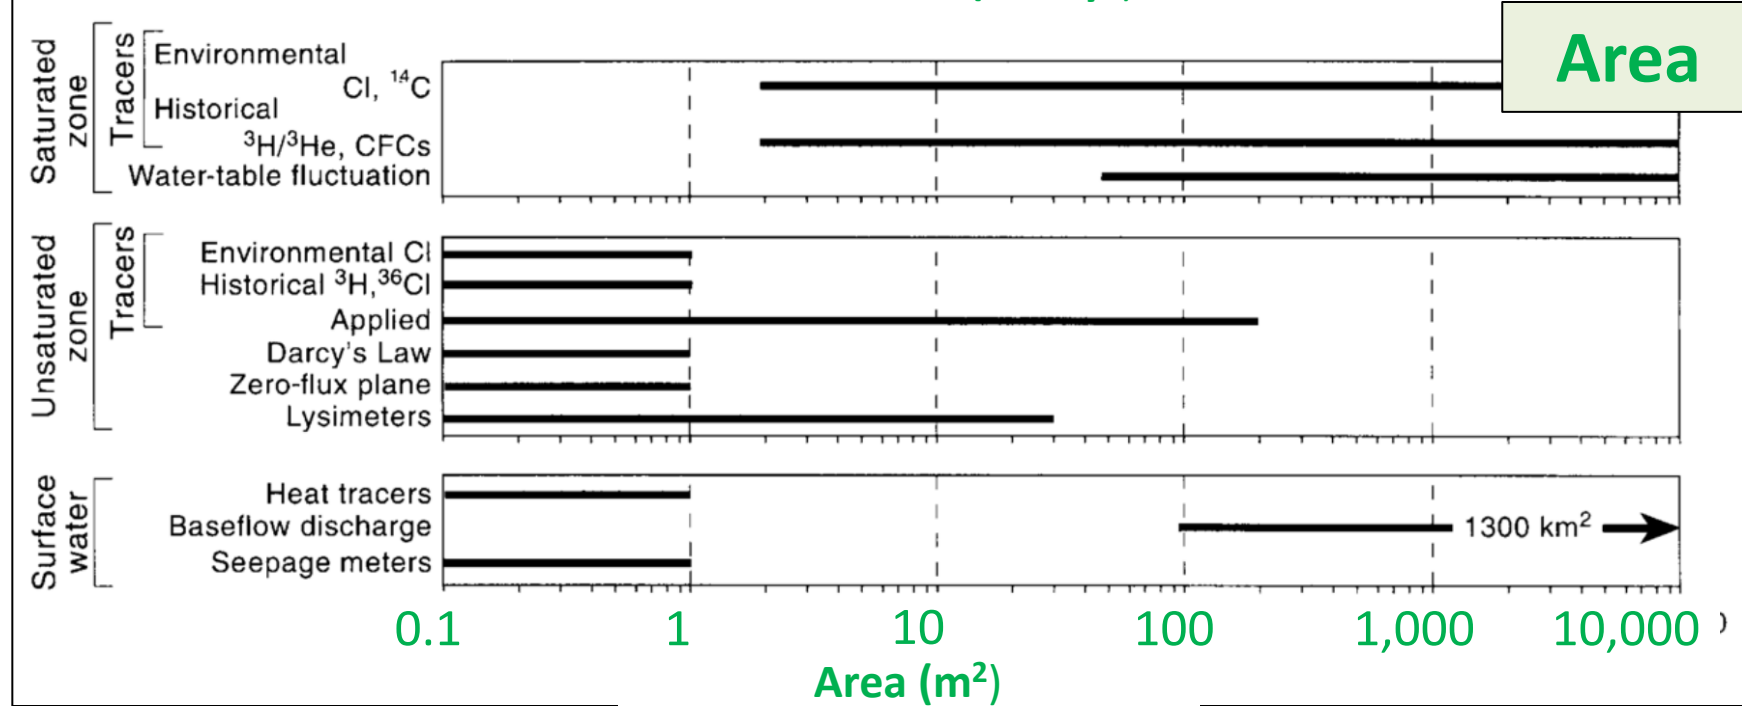 Area
Saturated zone
Tracers
Environmental
Cl, ¹⁴C
Historical
³H/³He, CFCs
Water-table fluctuation
Unsaturated zone
Tracers
Environmental Cl
Historical ³H,³⁶Cl
Applied
Darcy's Law
Zero-flux plane
Lysimeters
Surface water
Heat tracers
Baseflow discharge
1300 km²
Seepage meters
0.1 1 10 100 1,000 10,000
Area (m²)